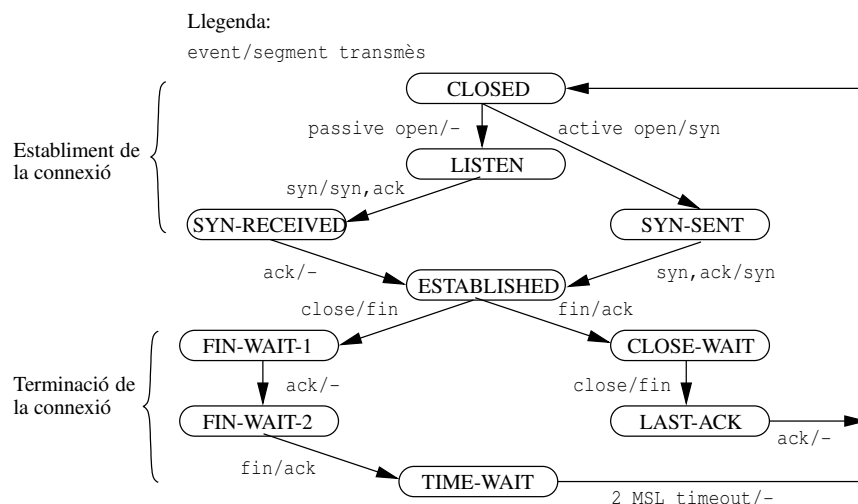 Llegenda:
event/segment transmès
CLOSED
passive open/-
active open/syn
Establiment de
la connexió
LISTEN
syn/syn,ack
SYN-RECEIVED
SYN-SENT
ack/-
syn,ack/syn
ESTABLISHED
close/fin
fin/ack
FIN-WAIT-1
CLOSE-WAIT
Terminació de
la connexió
ack/-
close/fin
FIN-WAIT-2
LAST-ACK
ack/-
fin/ack
TIME-WAIT
2 MSL timeout/-